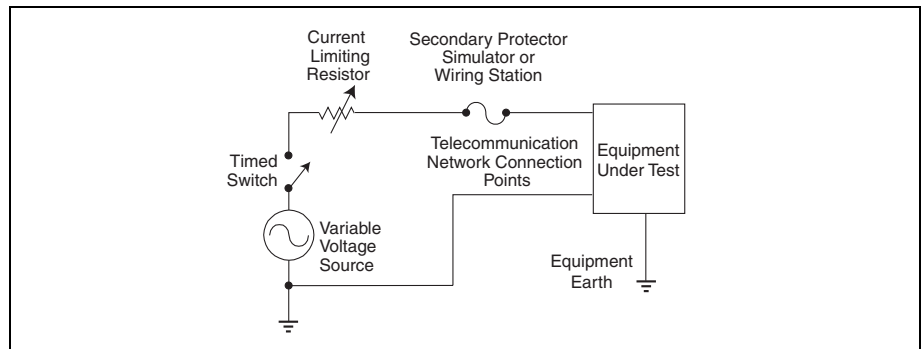 Current
Limiting
Resistor
Secondary Protector
Simulator or
Wiring Station
Timed
Switch
Telecommunication
Network Connection
Points
Equipment
Under Test
Variable
Voltage
Source
Equipment
Earth